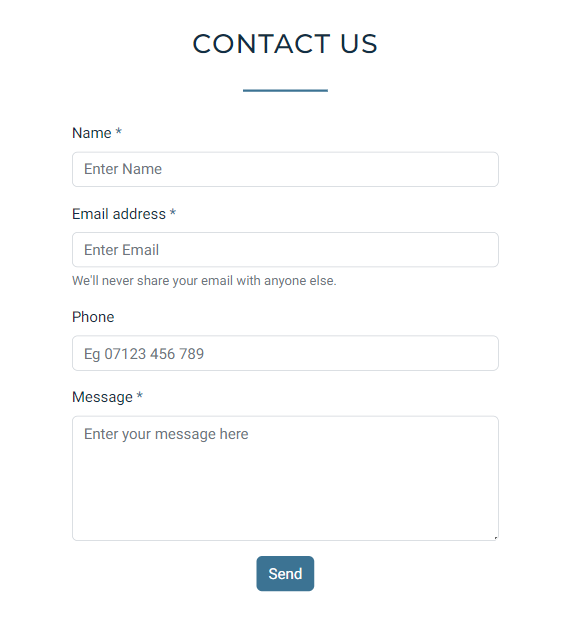 CONTACT US
Name *
Enter Name
Email address *
Enter Email
We'll never share your email with anyone else.
Phone
Eg 07123 456 789
Message *
Enter your message here
Send